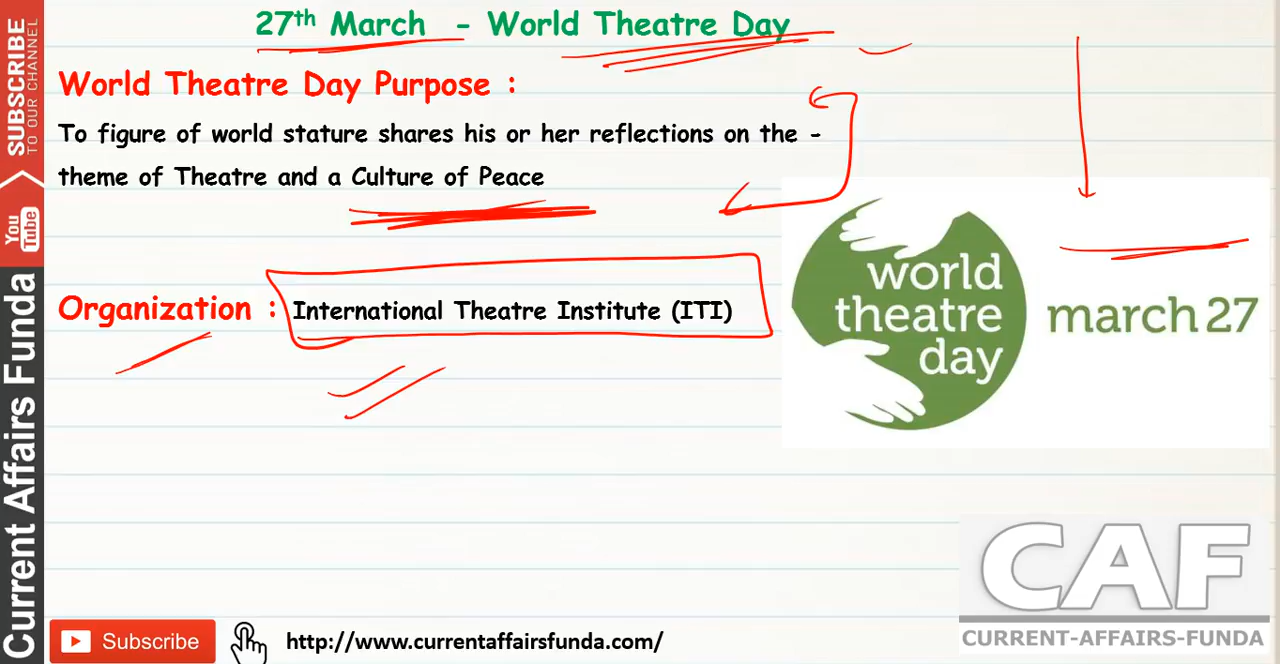 27th March - World Theatre Day
World Theatre Day Purpose :
To figure of world stature shares his or her reflections on the -
theme of Theatre and a Culture of Peace
Organization : International Theatre Institute (ITI)
world
theatre
day
march 27
SUBSCRIBE
TO OUR CHANNEL
You
Tube
Current Affairs Funda
CAF
CURRENT-AFFAIRS-FUNDA
Subscribe
http://www.currentaffairsfunda.com/